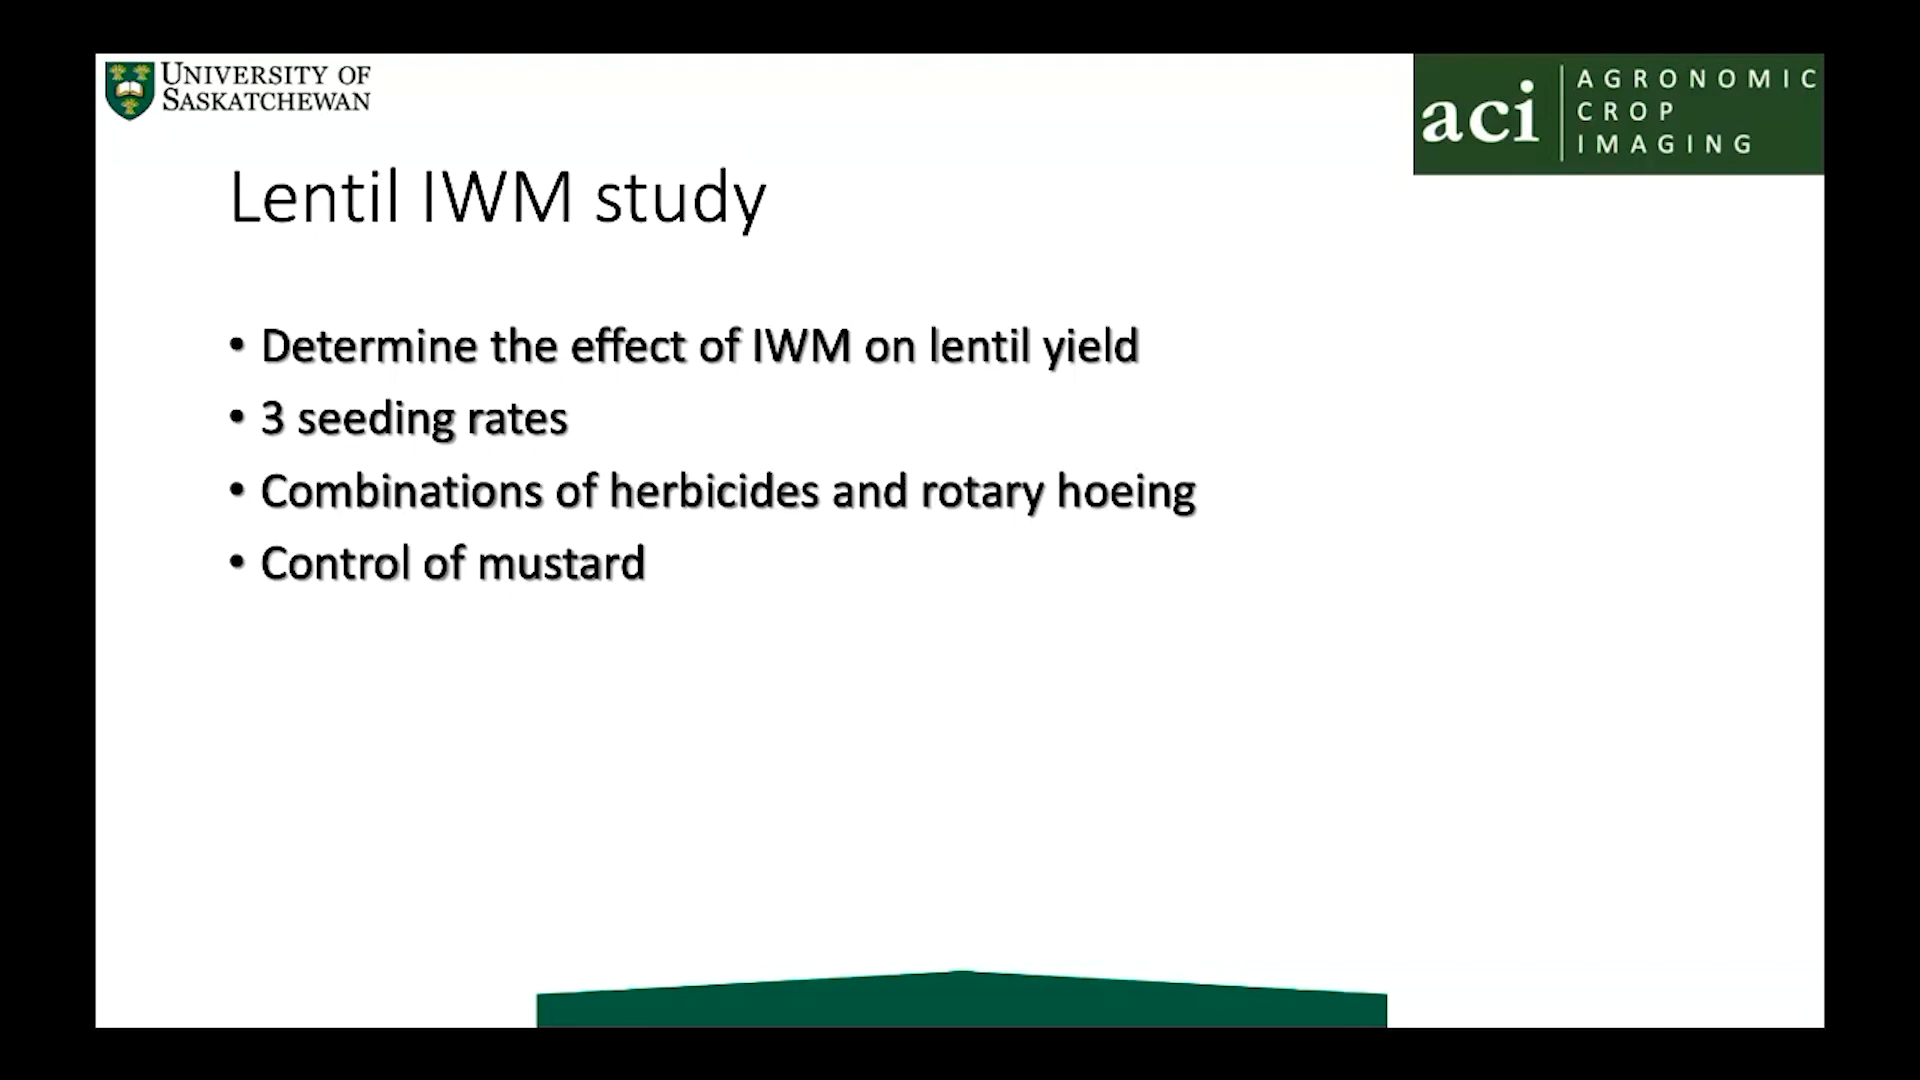 UNIVERSITY OF
SASKATCHEWAN
aci
AGRONOMIC
CROP
IMAGING
Lentil IWM study
• Determine the effect of IWM on lentil yield
• 3 seeding rates
• Combinations of herbicides and rotary hoeing
• Control of mustard